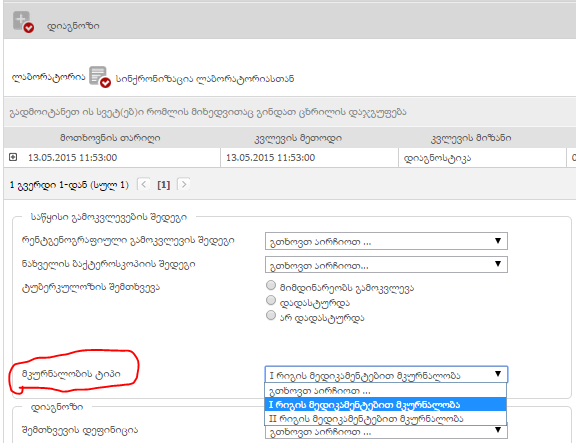 დიაგნოზი
ლაბორატორია სინქრონიზაცია ლაბორატორიასთან
გადმოიტანეთ ის სვეტ(ებ)ი რომლის მიხედვითაც გინდათ ცხრილის დაჯგუფება
მოთხოვნის თარიღი კვლევის მეთოდი კვლევის მიზანი
13.05.2015 11:53:00 13.05.2015 11:53:00 დიაგნოსტიკა
1 გვერდი 1-დან (სულ 1) [1]
საწყისი გამოკვლევების შედეგი
რენტგენოგრაფიული გამოკვლევის შედეგი გთხოვთ აირჩიოთ ...
ნახველის ბაქტეროსკოპიის შედეგი გთხოვთ აირჩიოთ...
ტუბერკულოზის შემთხვევა მიმდინარეობს გამოკვლევა
დადასტურდა
არ დადასტურდა
მკურნალობის ტიპი I რიგის მედიკამენტებით მკურნალობა
გთხოვთ აირჩიოთ ...
I რიგის მედიკამენტებით მკურნალობა
II რიგის მედიკამენტებით მკურნალობა
დიაგნოზი
შემთხვევის დეფინიცია გთხოვთ აირჩიოთ ...